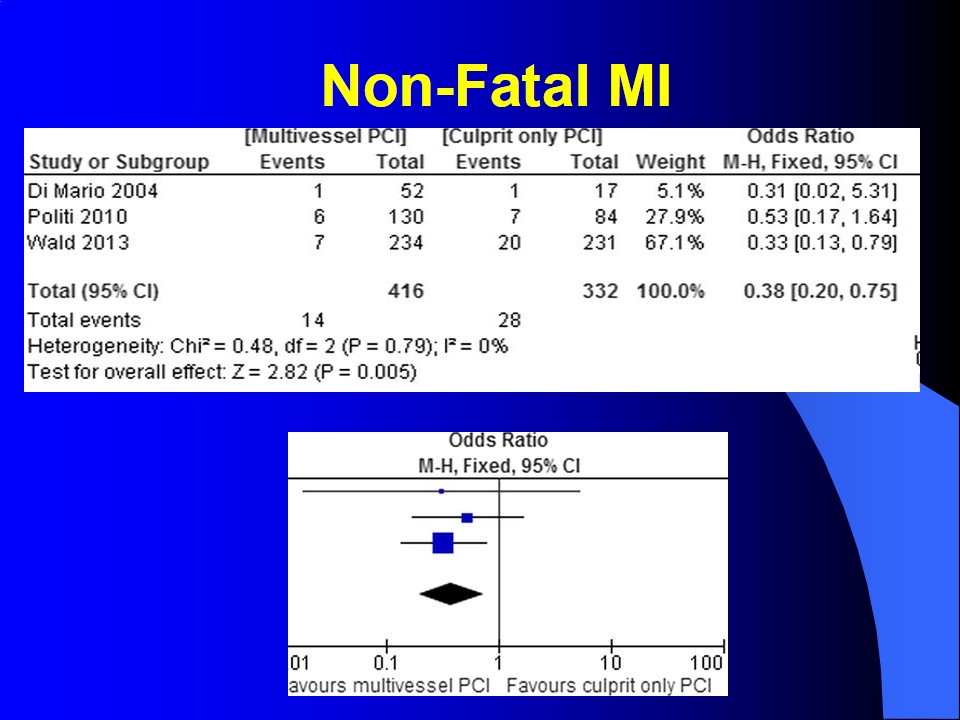 Non-Fatal MI
[Multivessel PCI] [Culprit only PCI] Odds Ratio
Study or Subgroup Events Total Events Total Weight M-H, Fixed, 95% CI
Di Mario 2004 1 52 1 17 5.1% 0.31 [0.02, 5.31]
Politi 2010 6 130 7 84 27.9% 0.53 [0.17, 1.64]
Wald 2013 7 234 20 231 67.1% 0.33 [0.13, 0.79]
Total (95% CI) 416 332 100.0% 0.38 [0.20, 0.75]
Total events 14 28
Heterogeneity: Chi² = 0.48, df = 2 (P = 0.79); I² = 0%
Test for overall effect: Z = 2.82 (P = 0.005)
Odds Ratio
M-H, Fixed, 95% CI
01 0.1 1 10 100
avours multivessel PCI Favours culprit only PCI